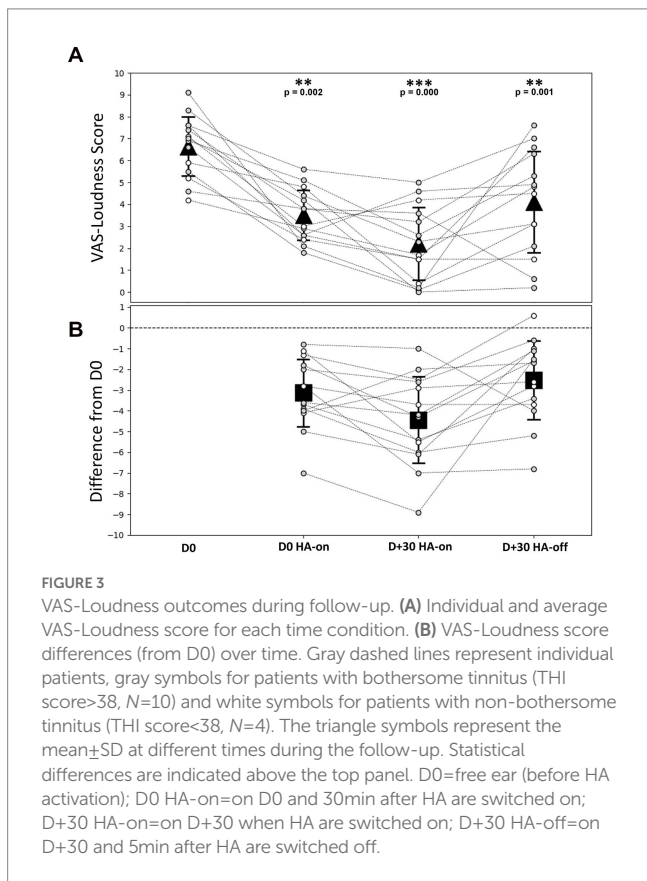 A
** *** **
p = 0.002 p = 0.000 p = 0.001
VAS-Loudness Score
10
9
8
7
6
5
4
3
2
1
0
B
Difference from D0
1
0
−1
−2
−3
−4
−5
−6
−7
−8
−9
−10
D0 D0 HA-on D+30 HA-on D+30 HA-off
FIGURE 3
VAS-Loudness outcomes during follow-up. (A) Individual and average
VAS-Loudness score for each time condition. (B) VAS-Loudness score
differences (from D0) over time. Gray dashed lines represent individual
patients, gray symbols for patients with bothersome tinnitus (THI
score>38, N=10) and white symbols for patients with non-bothersome
tinnitus (THI score<38, N=4). The triangle symbols represent the
mean±SD at different times during the follow-up. Statistical
differences are indicated above the top panel. D0=free ear (before HA
activation); D0 HA-on=on D0 and 30min after HA are switched on;
D+30 HA-on=on D+30 when HA are switched on; D+30 HA-off=on
D+30 and 5min after HA are switched off.